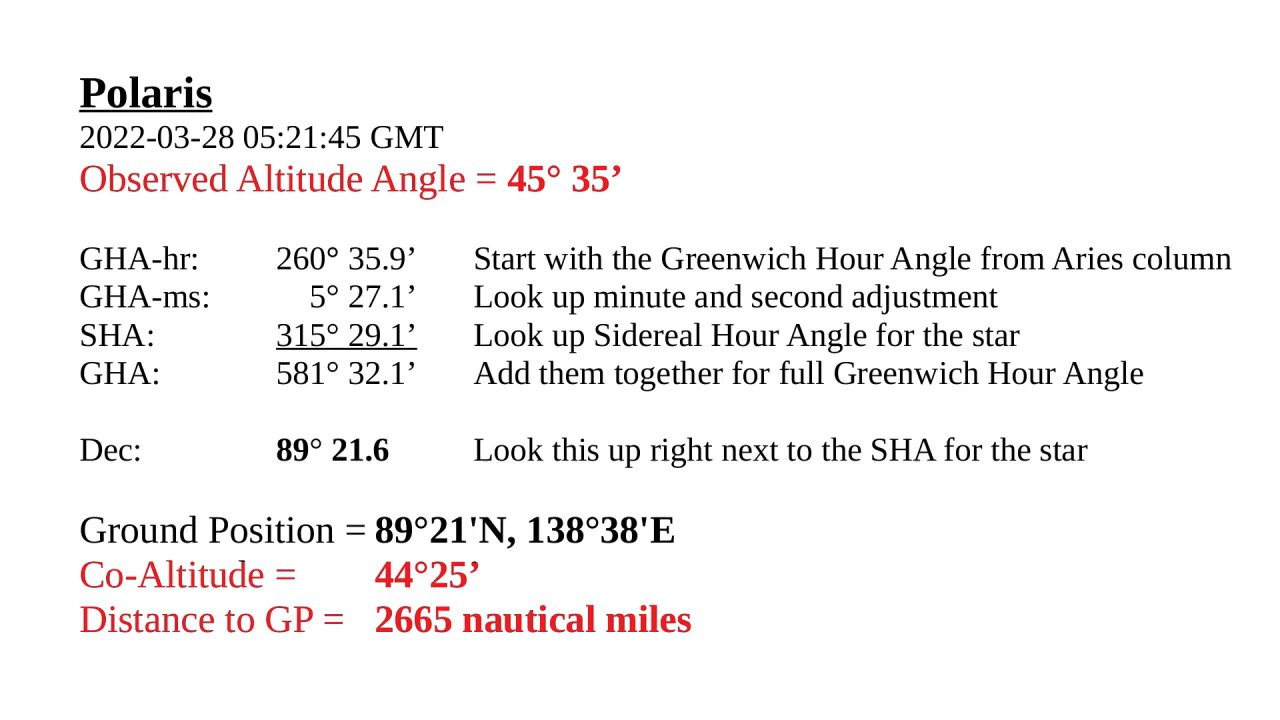 Polaris
2022-03-28 05:21:45 GMT
Observed Altitude Angle = 45° 35’
GHA-hr: 260° 35.9’ Start with the Greenwich Hour Angle from Aries column
GHA-ms: 5° 27.1’ Look up minute and second adjustment
SHA: 315° 29.1’ Look up Sidereal Hour Angle for the star
GHA: 581° 32.1’ Add them together for full Greenwich Hour Angle
Dec: 89° 21.6 Look this up right next to the SHA for the star
Ground Position = 89°21'N, 138°38'E
Co-Altitude = 44°25’
Distance to GP = 2665 nautical miles